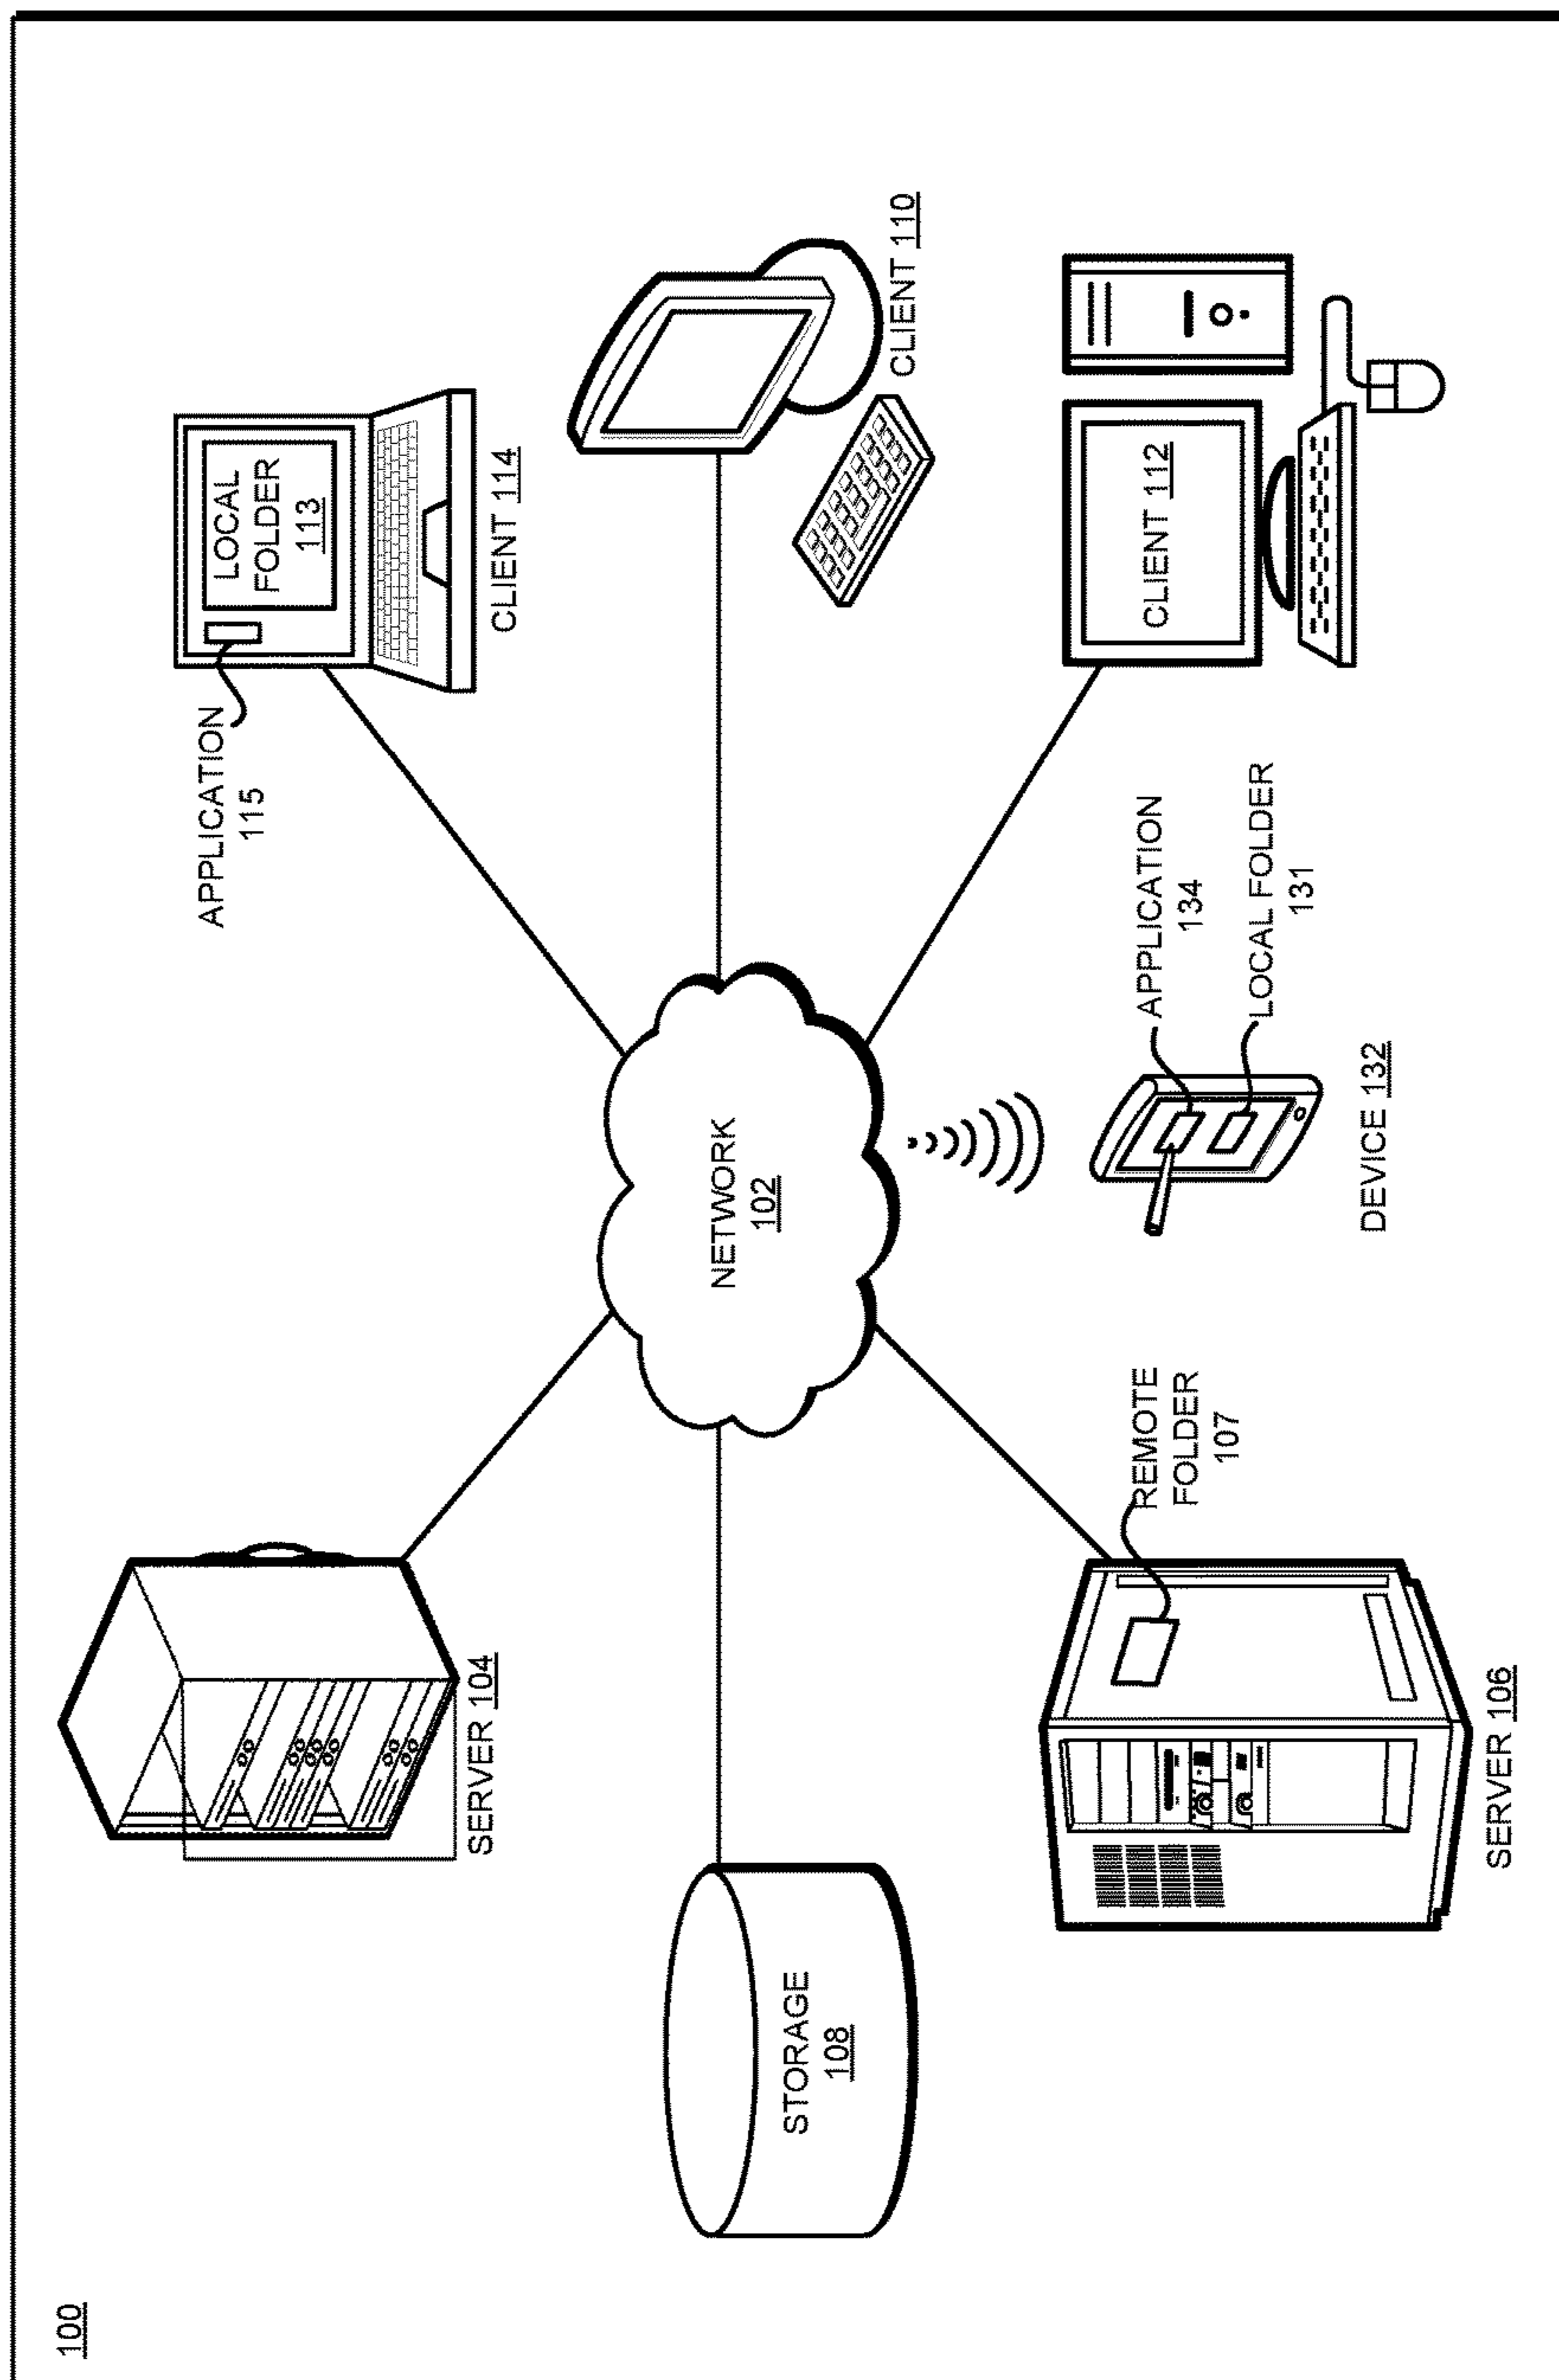 100
SERVER 104
STORAGE
108
SERVER 106
REMOTE
FOLDER
107
NETWORK
102
DEVICE 132
APPLICATION
134
LOCAL FOLDER
131
APPLICATION
115
LOCAL
FOLDER
113
CLIENT 114
CLIENT 110
CLIENT 112